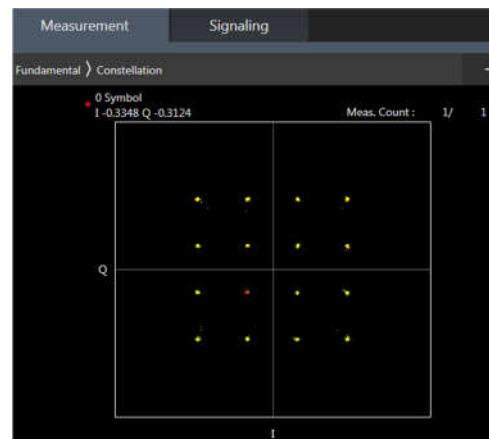 Measurement Signaling
Fundamental 〉 Constellation
0 Symbol
I -0.3348 Q -0.3124 Meas. Count : 1/ 1
Q
I